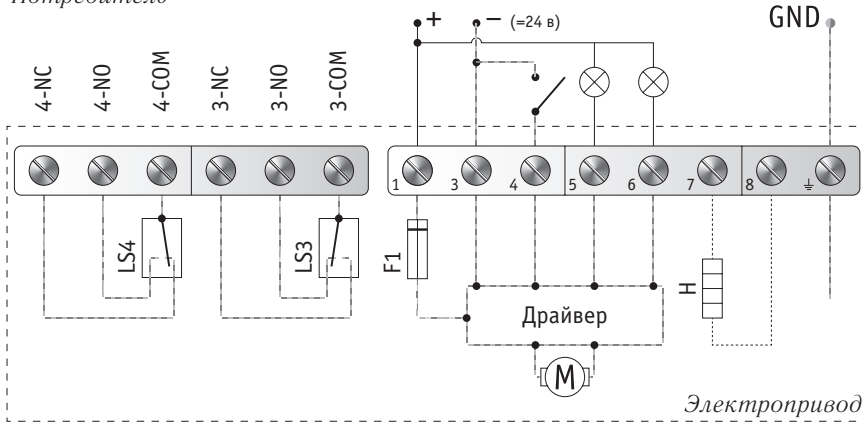 Потребитель
+ − (=24 в) GND
4-NC 4-NO 4-COM 3-NC 3-NO 3-COM
1 3 4 5 6 7 8
LS4 LS3 F1 H
Драйвер
M
Электропривод